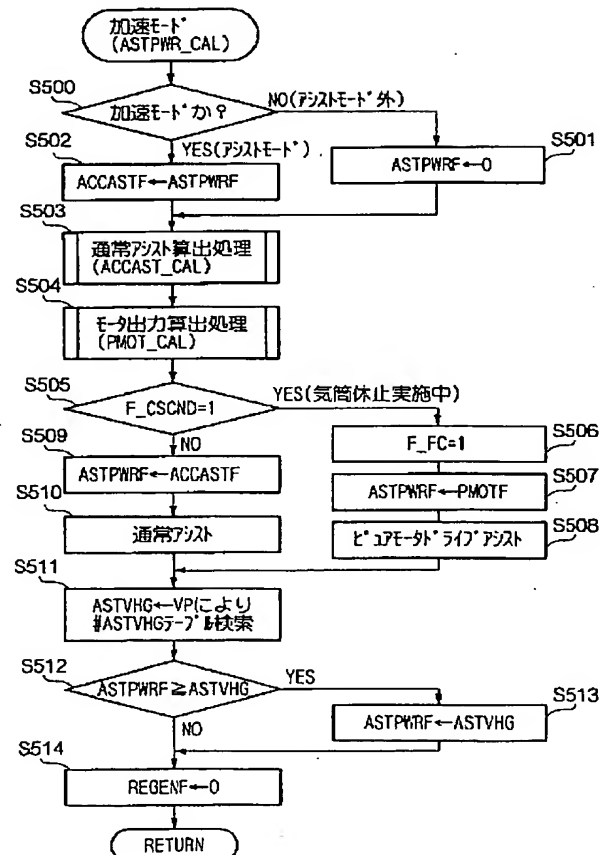 加速モード
(ASTPWR_CAL)
S500
加速モードか?
NO(アシストモード外)
YES(アシストモード)
S501
ASTPWRF←0
S502
ACCASTF←ASTPWRF
S503
通常アシスト算出処理
(ACCAST_CAL)
S504
モータ出力算出処理
(PMOT_CAL)
S505
F_CSCND=1
YES(気筒休止実施中)
NO
S506
F_FC=1
S507
ASTPWRF←PMOTF
S508
ピュアモータドライブアシスト
S509
ASTPWRF←ACCASTF
S510
通常アシスト
S511
ASTVHG←VPにより
#ASTVHGテーブル検索
S512
ASTPWRF≧ASTVHG
YES
NO
S513
ASTPWRF←ASTVHG
S514
REGENF←0
RETURN